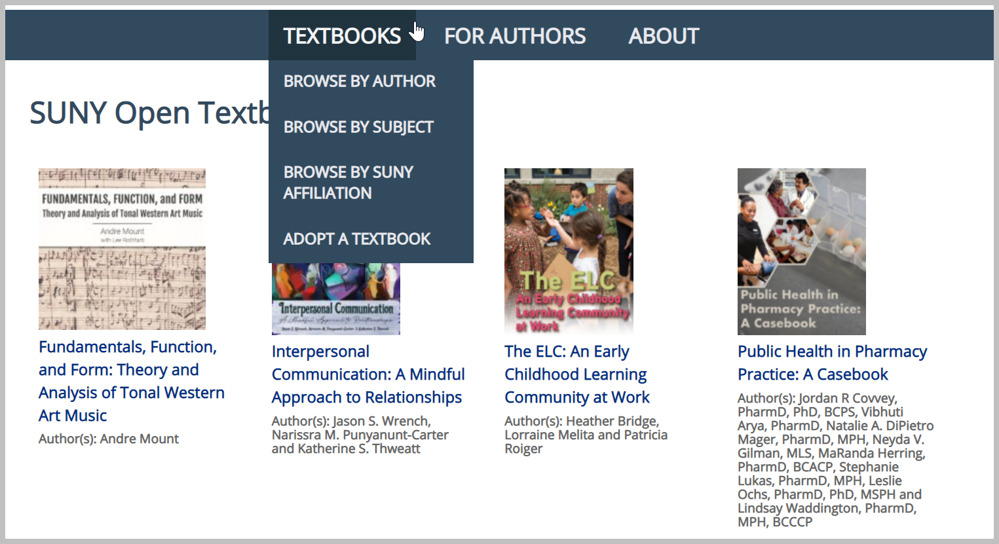 TEXTBOOKS FOR AUTHORS ABOUT
BROWSE BY AUTHOR
BROWSE BY SUBJECT
BROWSE BY SUNY
AFFILIATION
ADOPT A TEXTBOOK
SUNY Open Textb
FUNDAMENTALS, FUNCTION, and FORM
Theory and Analysis of Tonal Western Art Music
Andre Mount
with Lee Rothfarb
Fundamentals, Function,
and Form: Theory and
Analysis of Tonal Western
Art Music
Author(s): Andre Mount
Interpersonal Communication
A Mindful Approach to Relationships
Interpersonal
Communication: A Mindful
Approach to Relationships
Author(s): Jason S. Wrench,
Narissra M. Punyanunt-Carter
and Katherine S. Thweatt
The ELC
An Early Childhood
Learning Community
at Work
The ELC: An Early
Childhood Learning
Community at Work
Author(s): Heather Bridge,
Lorraine Melita and Patricia
Roiger
Public Health in
Pharmacy Practice:
A Casebook
Public Health in Pharmacy
Practice: A Casebook
Author(s): Jordan R Covvey,
PharmD, PhD, BCPS, Vibhuti
Arya, PharmD, Natalie A. DiPietro
Mager, PharmD, MPH, Neyda V.
Gilman, MLS, MaRanda Herring,
PharmD, BCACP, Stephanie
Lukas, PharmD, MPH, Leslie
Ochs, PharmD, PhD, MSPH and
Lindsay Waddington, PharmD,
MPH, BCCCP